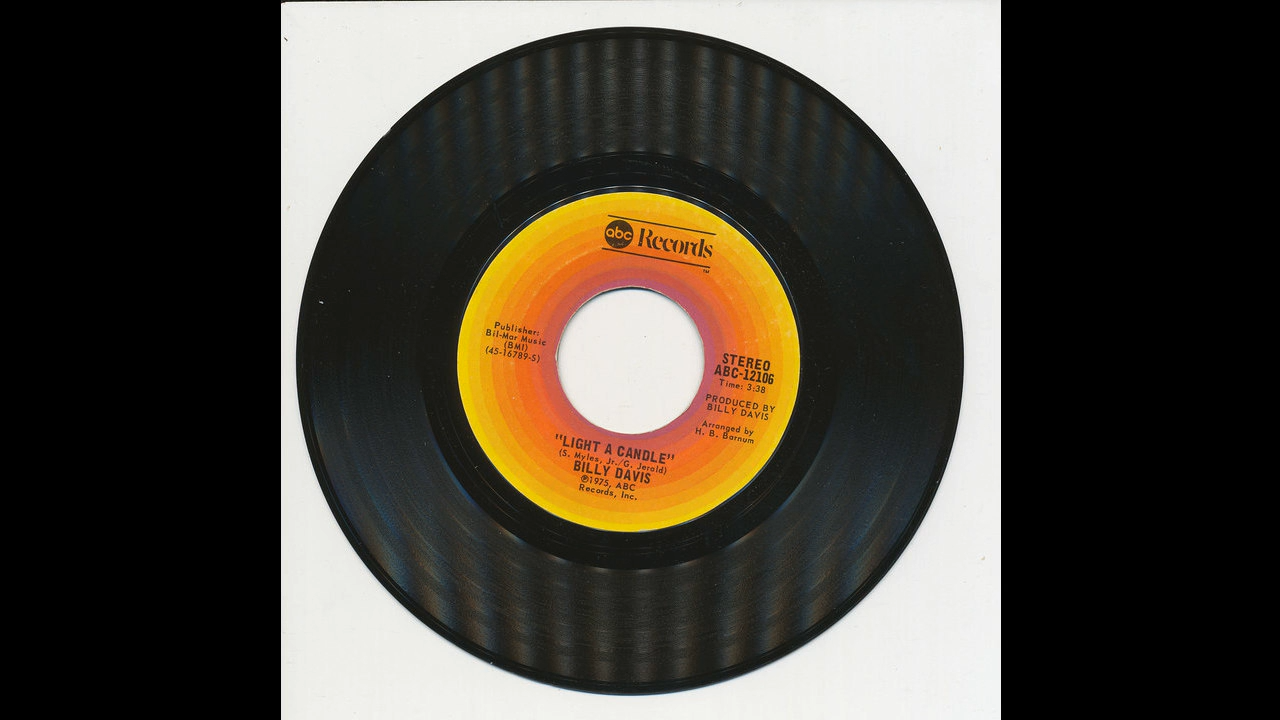 abc Records
TM
Publisher:
Bil-Mar Music
(BMI)
(45-16789-S)
STEREO
ABC-12106
Time: 3:38
PRODUCED BY
BILLY DAVIS
Arranged by
H. B. Barnum
"LIGHT A CANDLE"
(S. Myles, Jr./G. Jerold)
BILLY DAVIS
℗1975, ABC
Records, Inc.